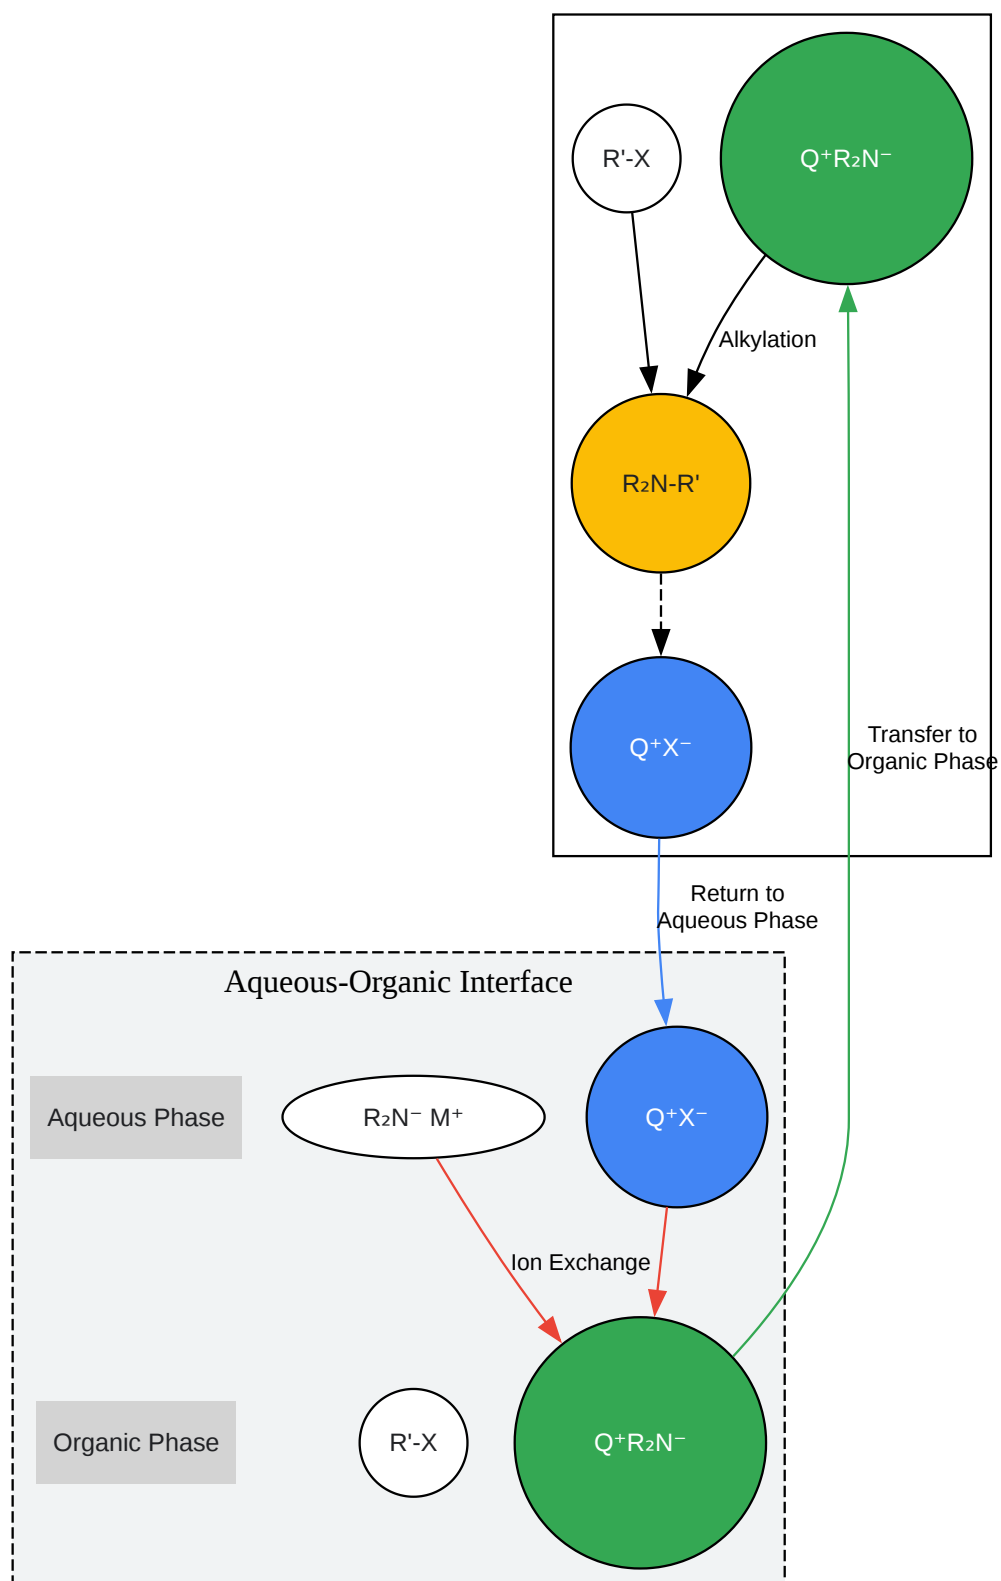 R'-X
Q⁺R₂N⁻
Alkylation
R₂N-R'
Q⁺X⁻
Transfer to
Organic Phase
Return to
Aqueous Phase
Aqueous-Organic Interface
Aqueous Phase
R₂N⁻ M⁺
Q⁺X⁻
Ion Exchange
Organic Phase
R'-X
Q⁺R₂N⁻